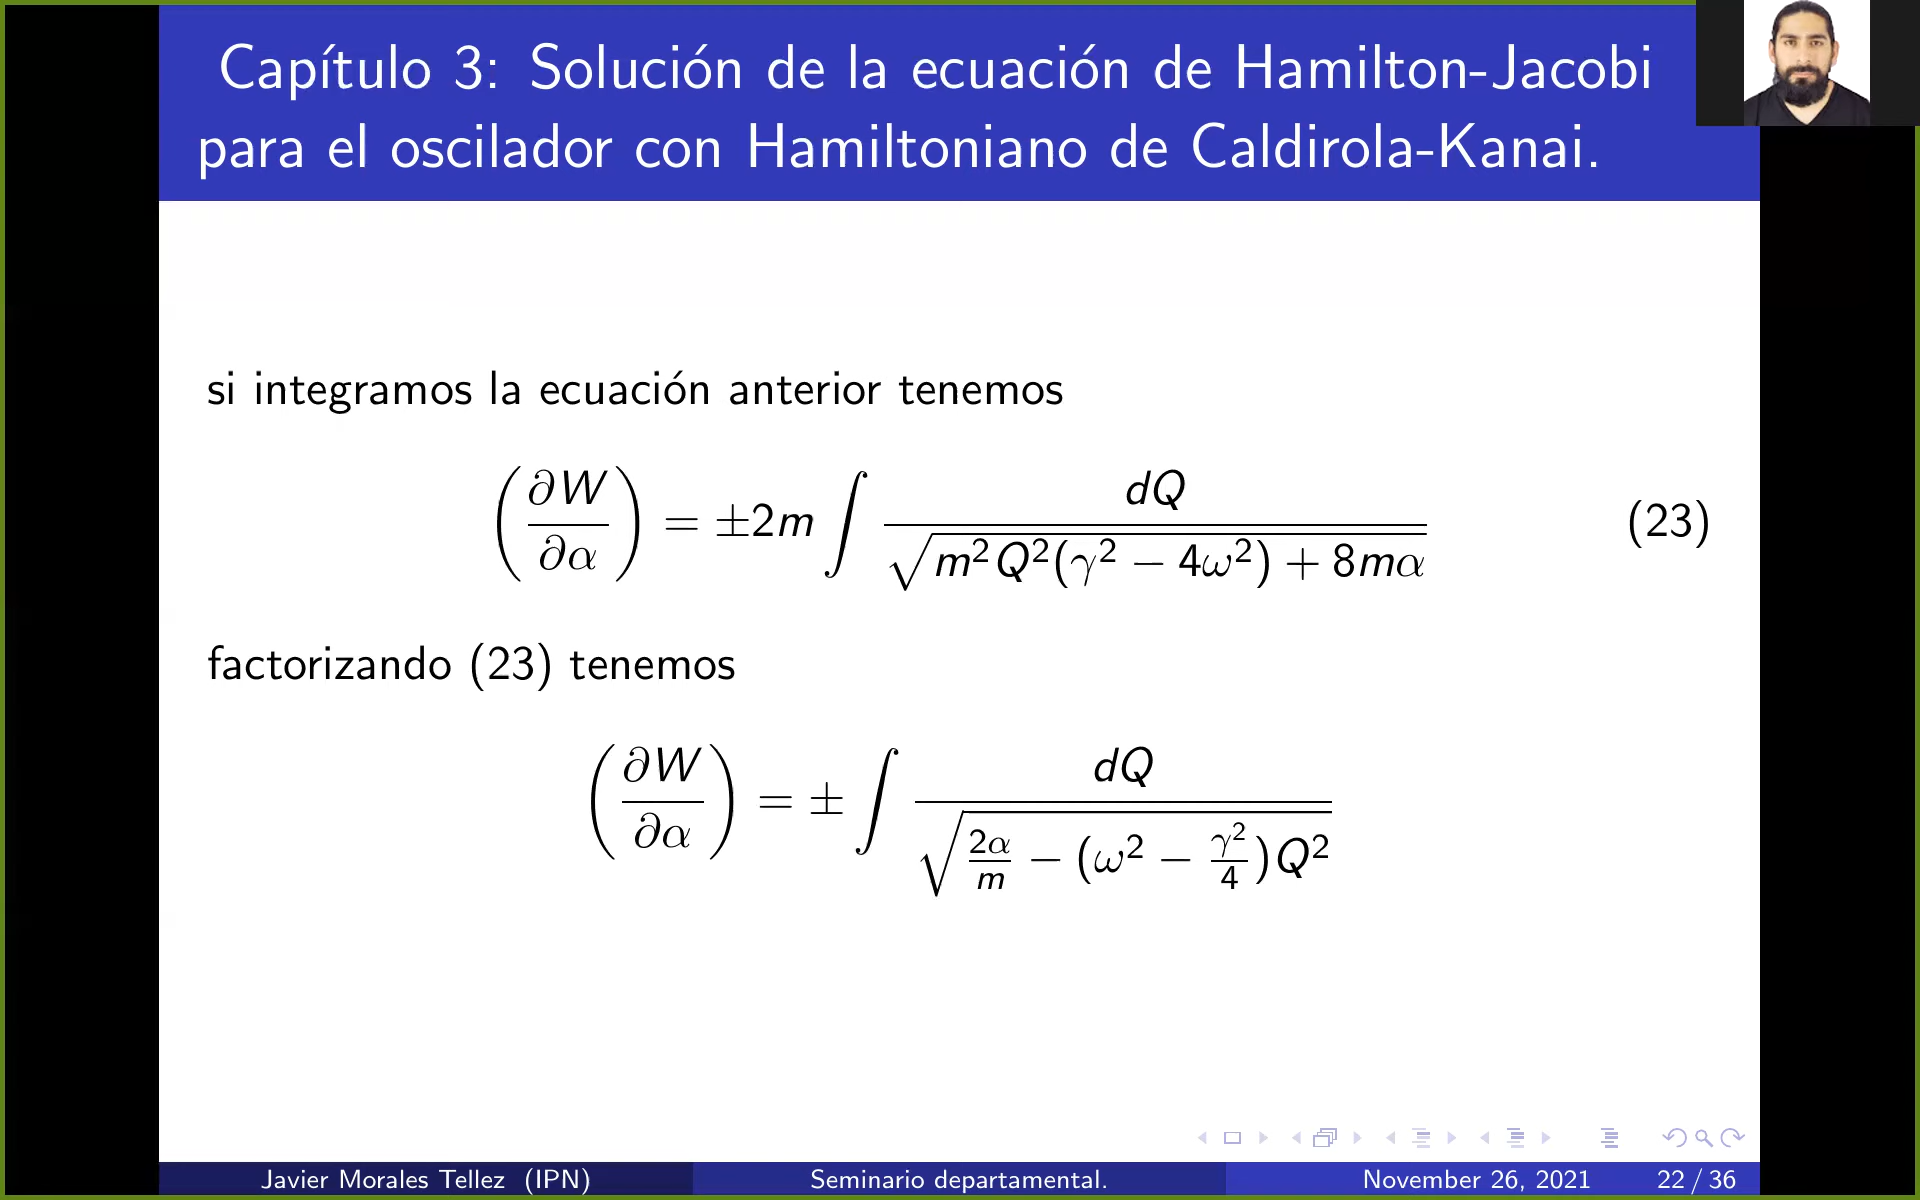 Capítulo 3: Solución de la ecuación de Hamilton-Jacobi
para el oscilador con Hamiltoniano de Caldirola-Kanai.
si integramos la ecuación anterior tenemos
(∂W/∂α) = ±2m ∫ dQ / √(m²Q²(γ² − 4ω²) + 8mα) (23)
factorizando (23) tenemos
(∂W/∂α) = ± ∫ dQ / √(2α/m − (ω² − γ²/4)Q²)
Javier Morales Tellez (IPN) Seminario departamental. November 26, 2021 22 / 36